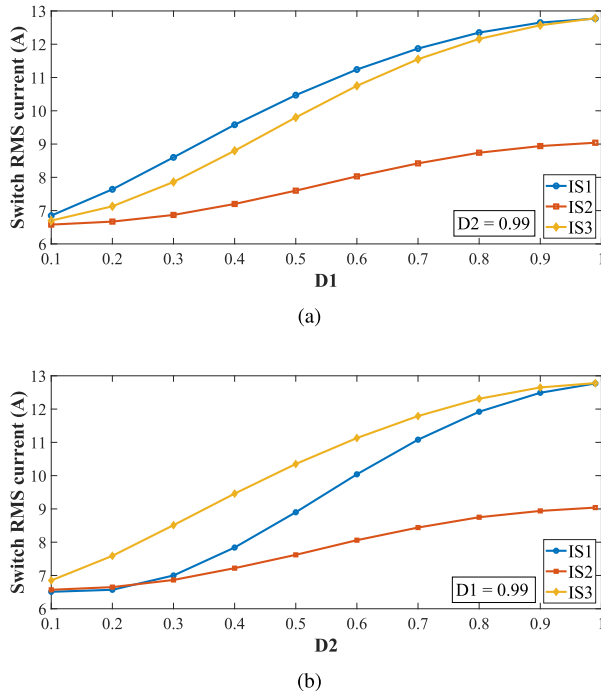 13
12
11
10
9
8
7
6
Switch RMS current (A)
IS1
IS2
IS3
D2 = 0.99
0.1 0.2 0.3 0.4 0.5 0.6 0.7 0.8 0.9 1
D1
(a)
13
12
11
10
9
8
7
6
Switch RMS current (A)
IS1
IS2
IS3
D1 = 0.99
0.1 0.2 0.3 0.4 0.5 0.6 0.7 0.8 0.9 1
D2
(b)